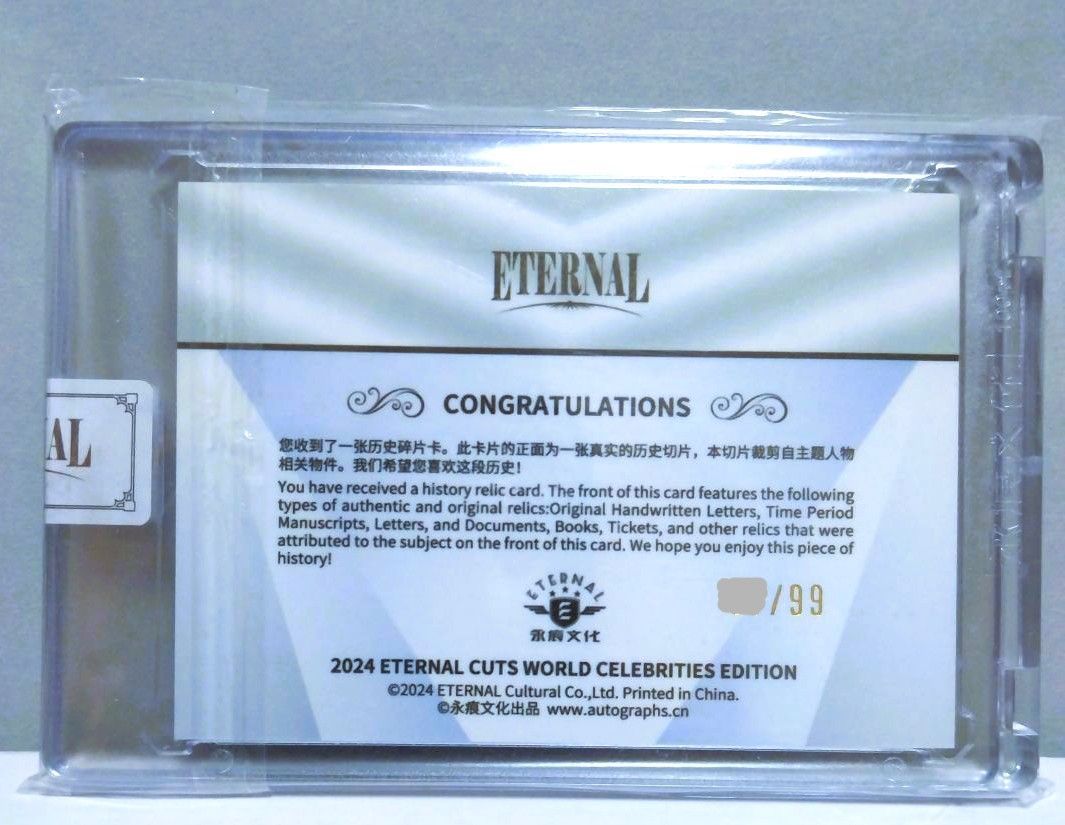 ETERNAL
AL
CONGRATULATIONS
您收到了一张历史碎片卡。此卡片的正面为一张真实的历史切片，本切片裁剪自主题人物
相关物件。我们希望您喜欢这段历史!
You have received a history relic card. The front of this card features the following
types of authentic and original relics:Original Handwritten Letters, Time Period
Manuscripts, Letters, and Documents, Books, Tickets, and other relics that were
attributed to the subject on the front of this card. We hope you enjoy this piece of
history!
ETERNAL
E
永痕文化
/99
2024 ETERNAL CUTS WORLD CELEBRITIES EDITION
©2024 ETERNAL Cultural Co.,Ltd. Printed in China.
©永痕文化出品 www.autographs.cn